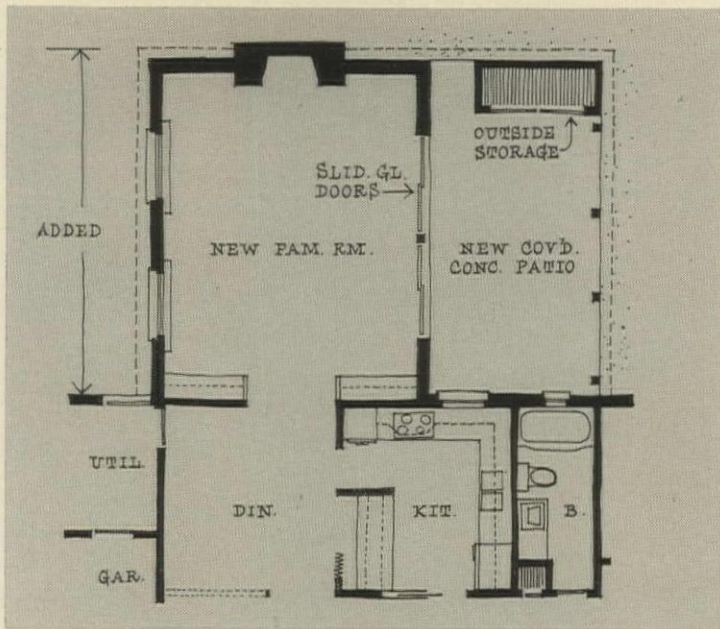 OUTSIDE
STORAGE
SLID. GL.
DOORS
ADDED
NEW FAM. RM.
NEW COV'D.
CONC. PATIO
UTIL.
DIN.
KIT.
B.
GAR.